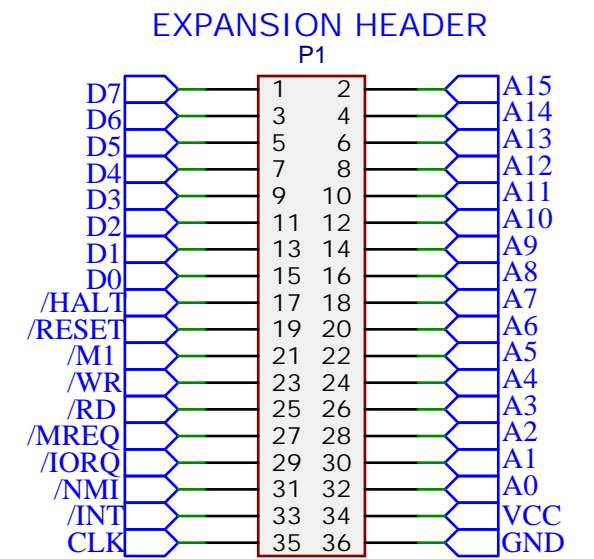 EXPANSION HEADER
P1
D7 1 2 A15
D6 3 4 A14
D5 5 6 A13
D4 7 8 A12
D3 9 10 A11
D2 11 12 A10
D1 13 14 A9
D0 15 16 A8
/HALT 17 18 A7
/RESET 19 20 A6
/M1 21 22 A5
/WR 23 24 A4
/RD 25 26 A3
/MREQ 27 28 A2
/IORQ 29 30 A1
/NMI 31 32 A0
/INT 33 34 VCC
CLK 35 36 GND